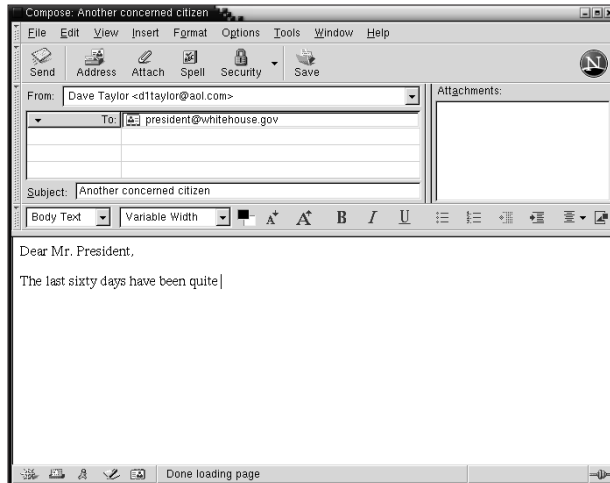 Compose: Another concerned citizen
File Edit View Insert Format Options Tools Window Help
Send Address Attach Spell Security Save
N
From: Dave Taylor <d1taylor@aol.com>
Attachments:
To: president@whitehouse.gov
Subject: Another concerned citizen
Body Text Variable Width A A B I U
Dear Mr. President,
The last sixty days have been quite
Done loading page